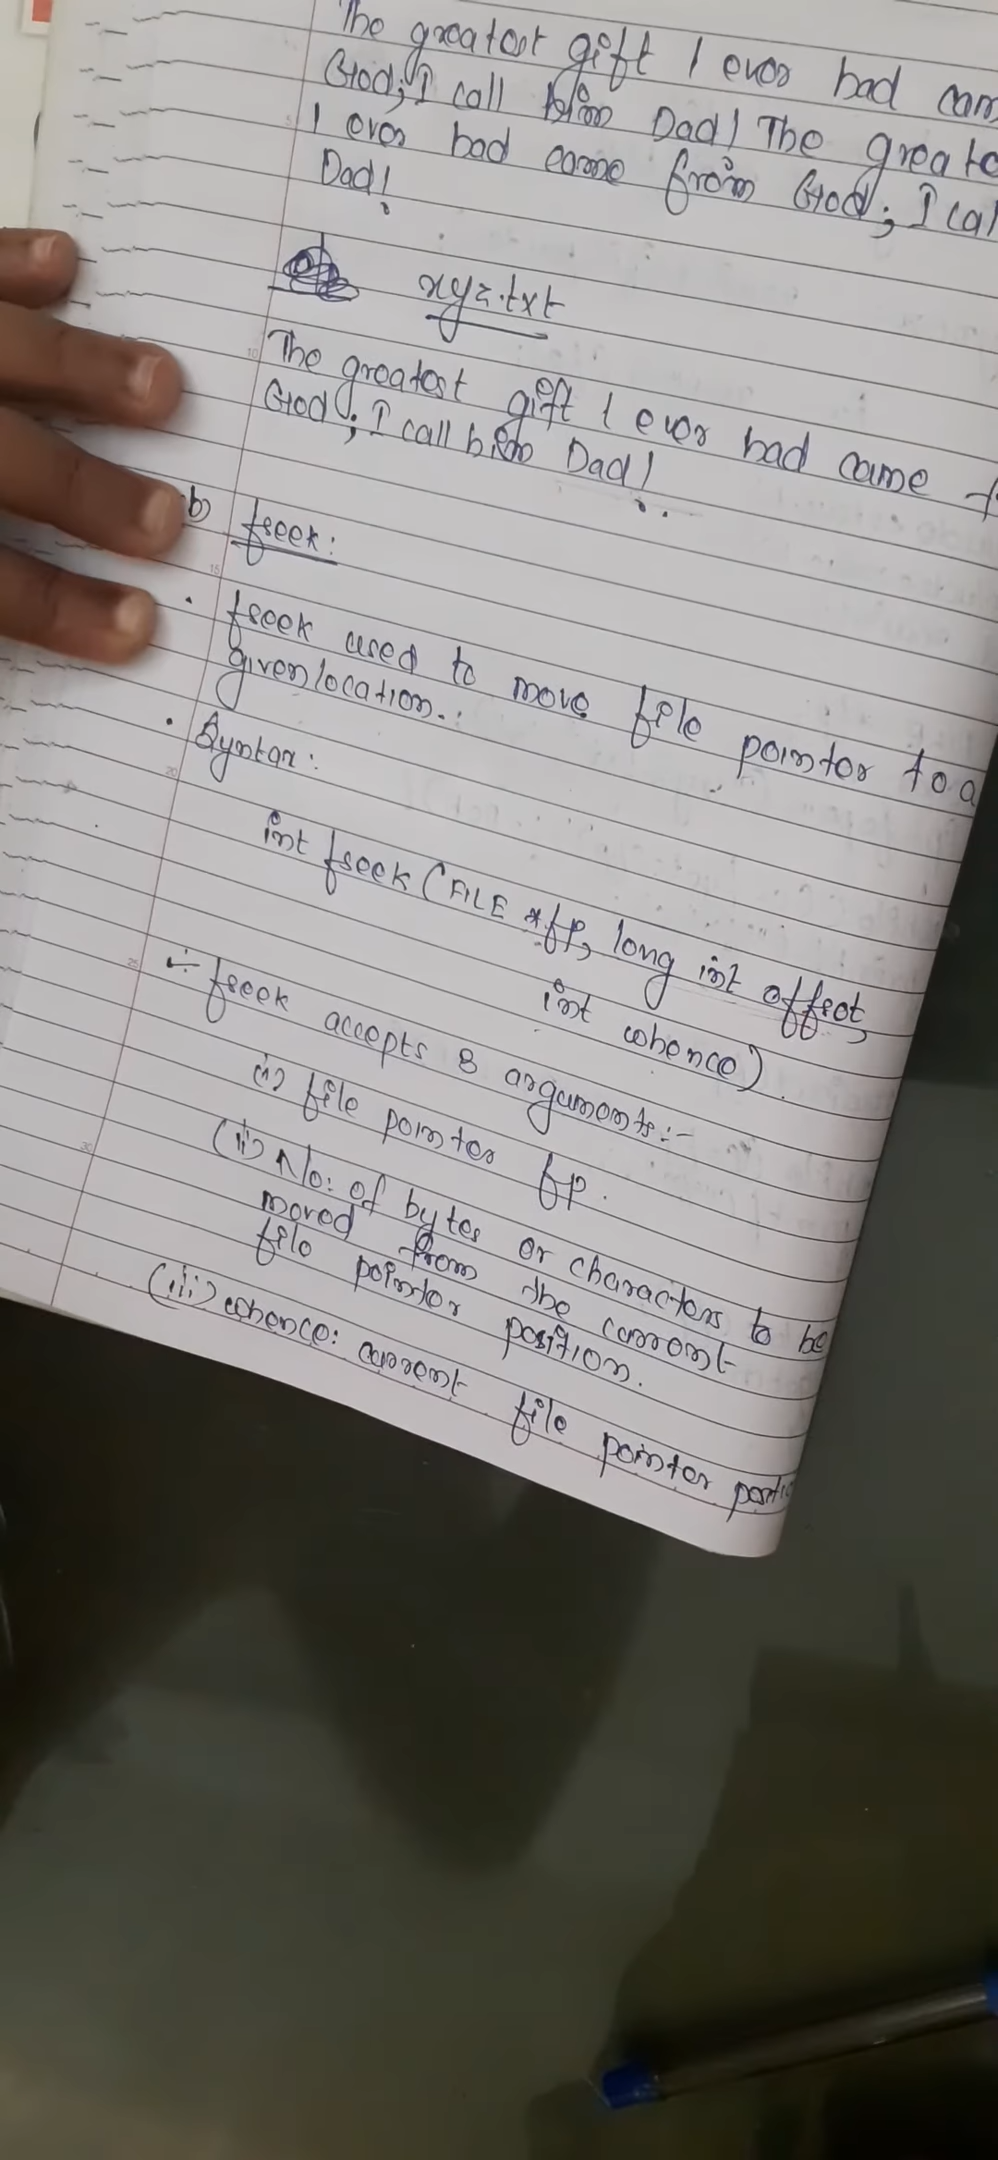 The greatest gift I ever had cam
God; I call him Dad! The greate
I ever had came from God; I cal
Dad!
xyz.txt
The greatest gift I ever had came f
God; I call him Dad!
b) fseek:
• fseek used to move file pointer to a
given location.
• Syntax:
int fseek (FILE *fp, long int offset,
int whence)
÷ fseek accepts 3 arguments:-
(i) file pointer fp.
(ii) No: of bytes or characters to be
moved from the current
file pointer position.
(iii) whence: current file pointer positio